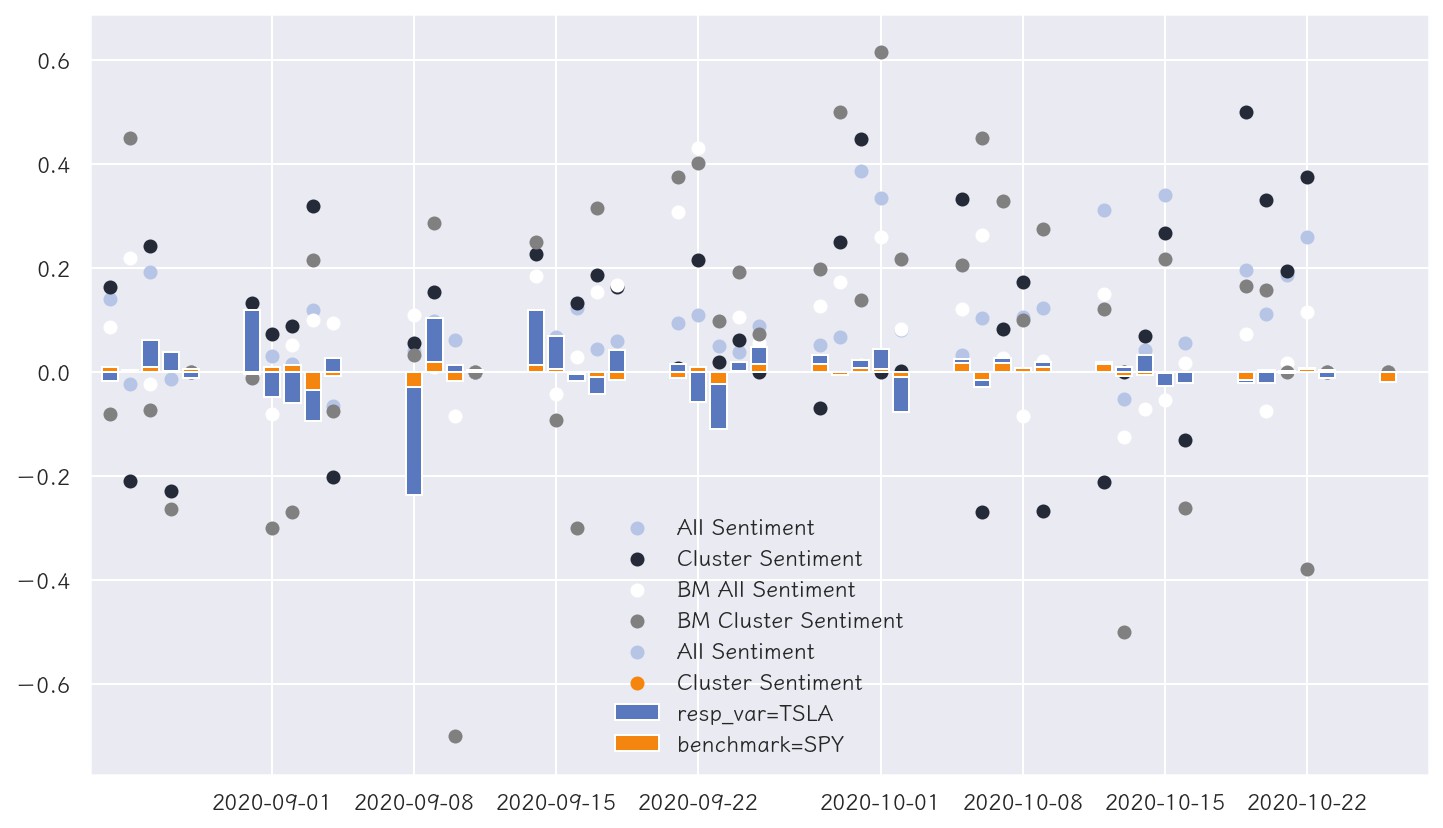 0.6
0.4
0.2
0.0
−0.2
−0.4
−0.6
All Sentiment
Cluster Sentiment
BM All Sentiment
BM Cluster Sentiment
All Sentiment
Cluster Sentiment
resp_var=TSLA
benchmark=SPY
2020-09-01 2020-09-08 2020-09-15 2020-09-22 2020-10-01 2020-10-08 2020-10-15 2020-10-22